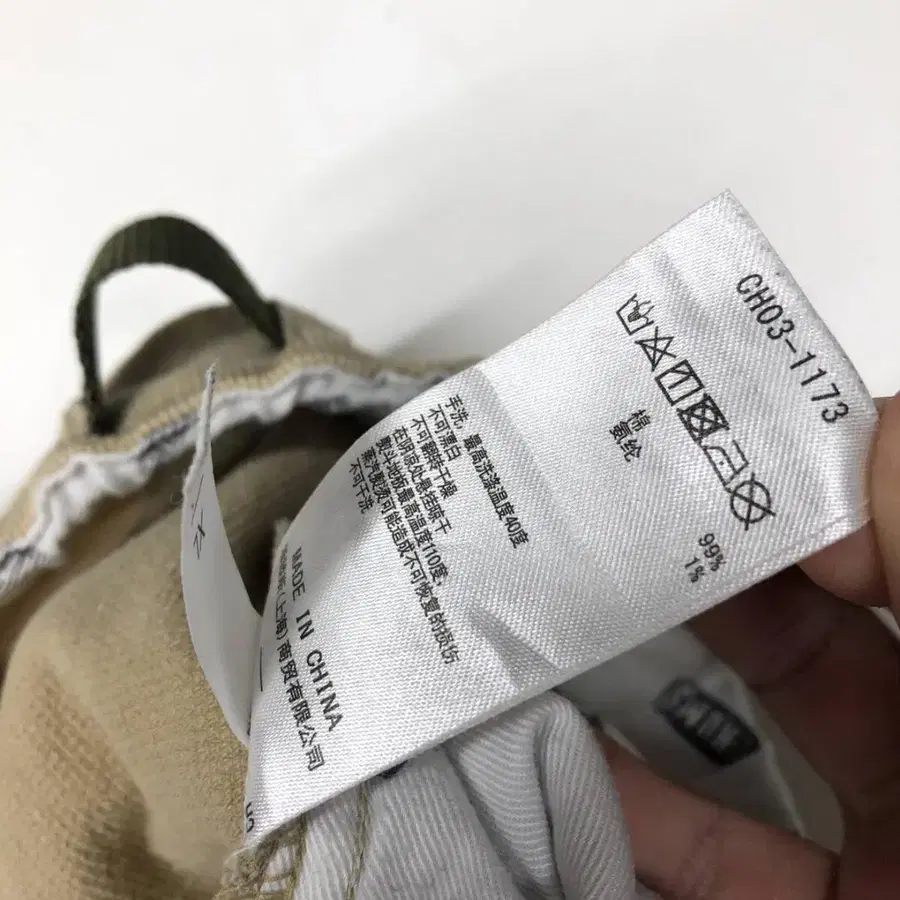 CH03-1173
棉 99%
氨纶 1%
手洗，最高洗涤温度40度
不可漂白
不可翻转干燥
在阴凉处悬挂晾干
熨斗地板最高温度110度，
蒸汽熨烫可能造成不可恢复的损伤
不可干洗
MADE IN CHINA
(上海)商贸有限公司